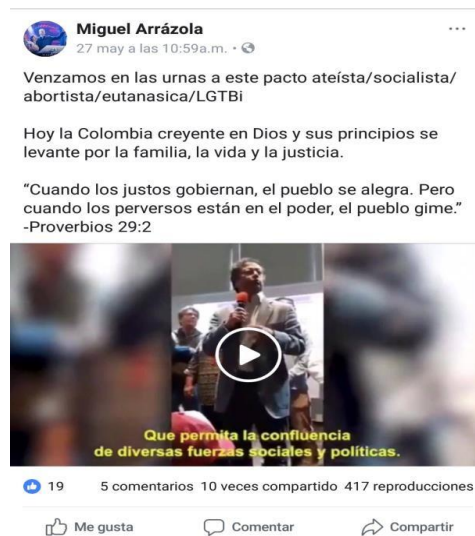 Miguel Arrázola
27 may a las 10:59a.m. ·
Venzamos en las urnas a este pacto ateísta/socialista/
abortista/eutanasica/LGTBi
Hoy la Colombia creyente en Dios y sus principios se
levante por la familia, la vida y la justicia.
“Cuando los justos gobiernan, el pueblo se alegra. Pero
cuando los perversos están en el poder, el pueblo gime.”
-Proverbios 29:2
Que permita la confluencia
de diversas fuerzas sociales y políticas.
19 5 comentarios 10 veces compartido 417 reproducciones
Me gusta Comentar Compartir